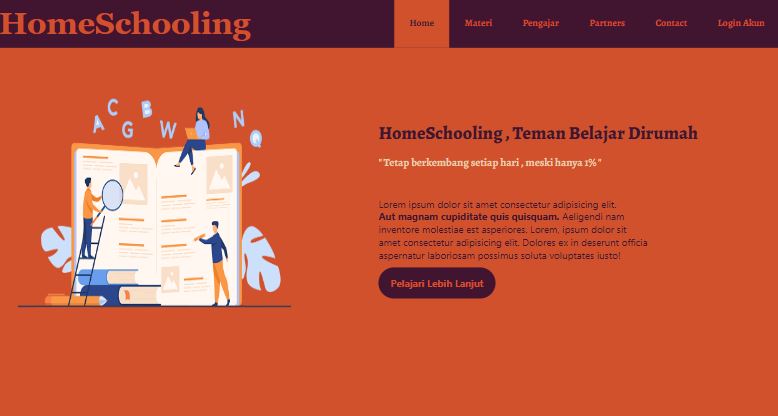 HomeSchooling
Home Materi Pengajar Partners Contact Login Akun
A C G B W N Q
HomeSchooling , Teman Belajar Dirumah
"Tetap berkembang setiap hari , meski hanya 1%"
Lorem ipsum dolor sit amet consectetur adipisicing elit.
Aut magnam cupiditate quis quisquam. Aeligendi nam
inventore molestiae est asperiores. Lorem, ipsum dolor sit
amet consectetur adipisicing elit. Dolores ex in deserunt officia
aspernatur laboriosam possimus soluta voluptates iusto!
Pelajari Lebih Lanjut